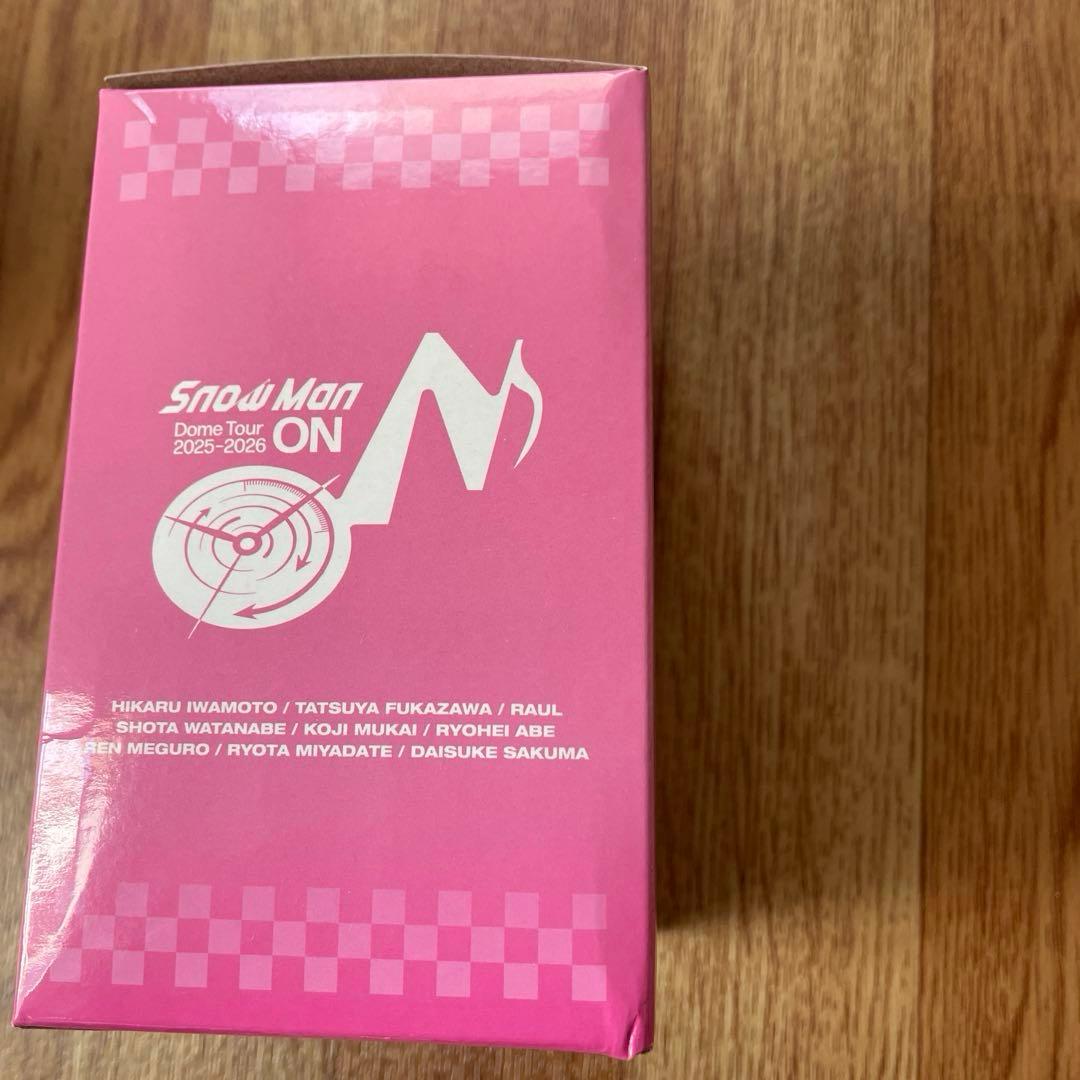 Snow Man
Dome Tour
2025-2026 ON
HIKARU IWAMOTO / TATSUYA FUKAZAWA / RAUL
SHOTA WATANABE / KOJI MUKAI / RYOHEI ABE
REN MEGURO / RYOTA MIYADATE / DAISUKE SAKUMA